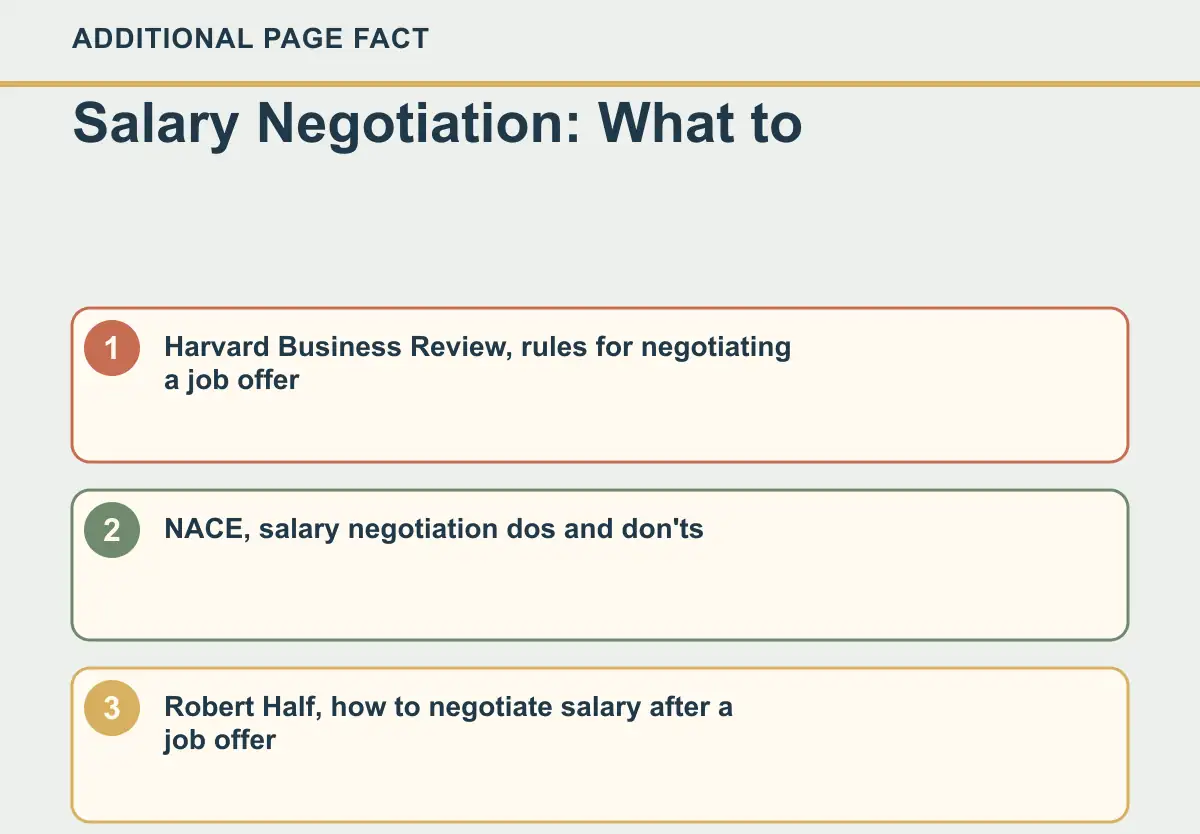 ADDITIONAL PAGE FACT
Salary Negotiation: What to
1
Harvard Business Review, rules for negotiating
a job offer
2
NACE, salary negotiation dos and don'ts
3
Robert Half, how to negotiate salary after a
job offer